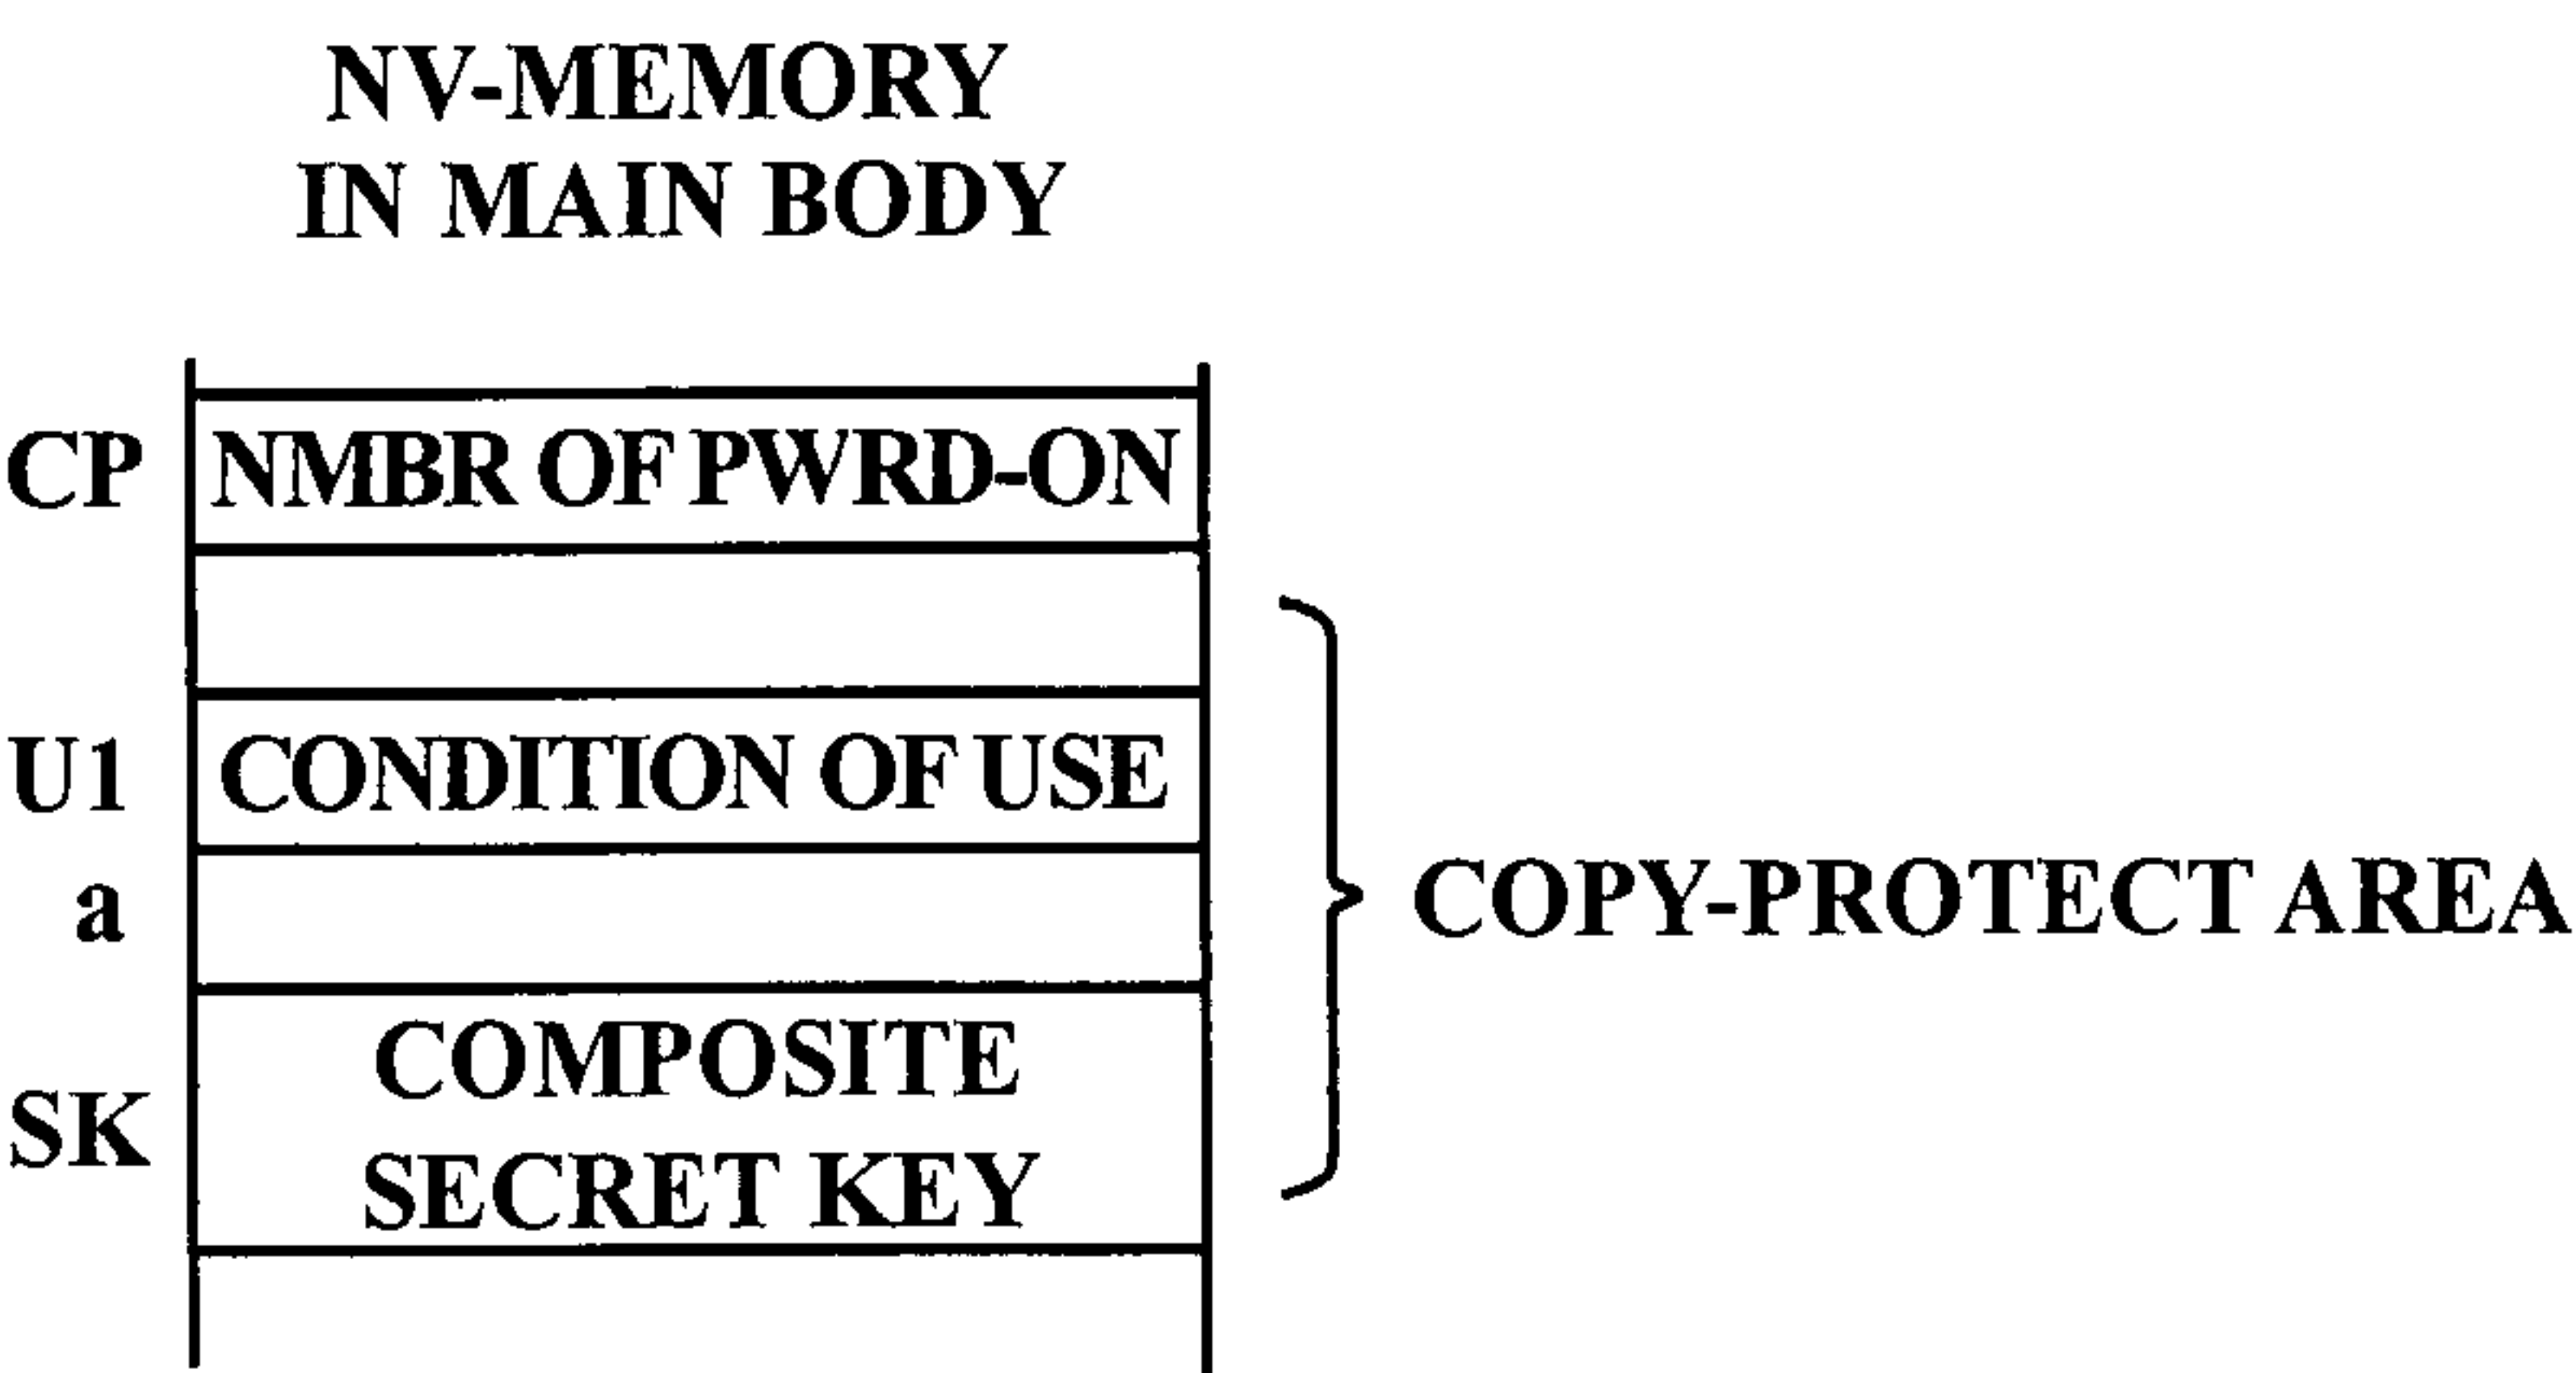 NV-MEMORY
IN MAIN BODY
CP NMBR OF PWRD-ON
U1 CONDITION OF USE
a
COPY-PROTECT AREA
SK COMPOSITE
SECRET KEY